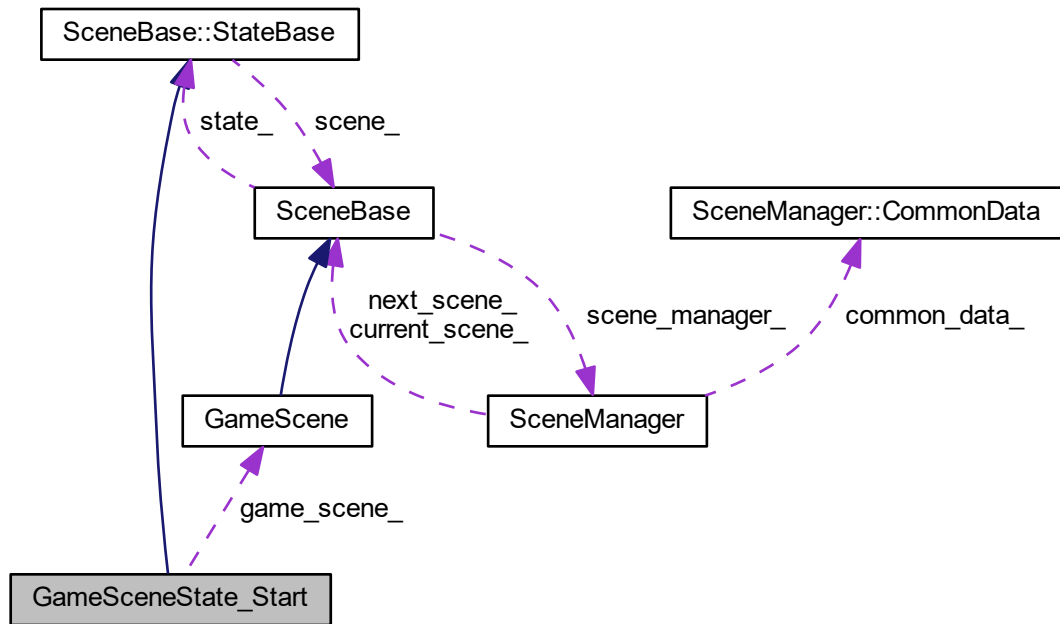 SceneBase::StateBase
state_
scene_
SceneBase
SceneManager::CommonData
next_scene_
current_scene_
scene_manager_
common_data_
GameScene
SceneManager
game_scene_
GameSceneState_Start